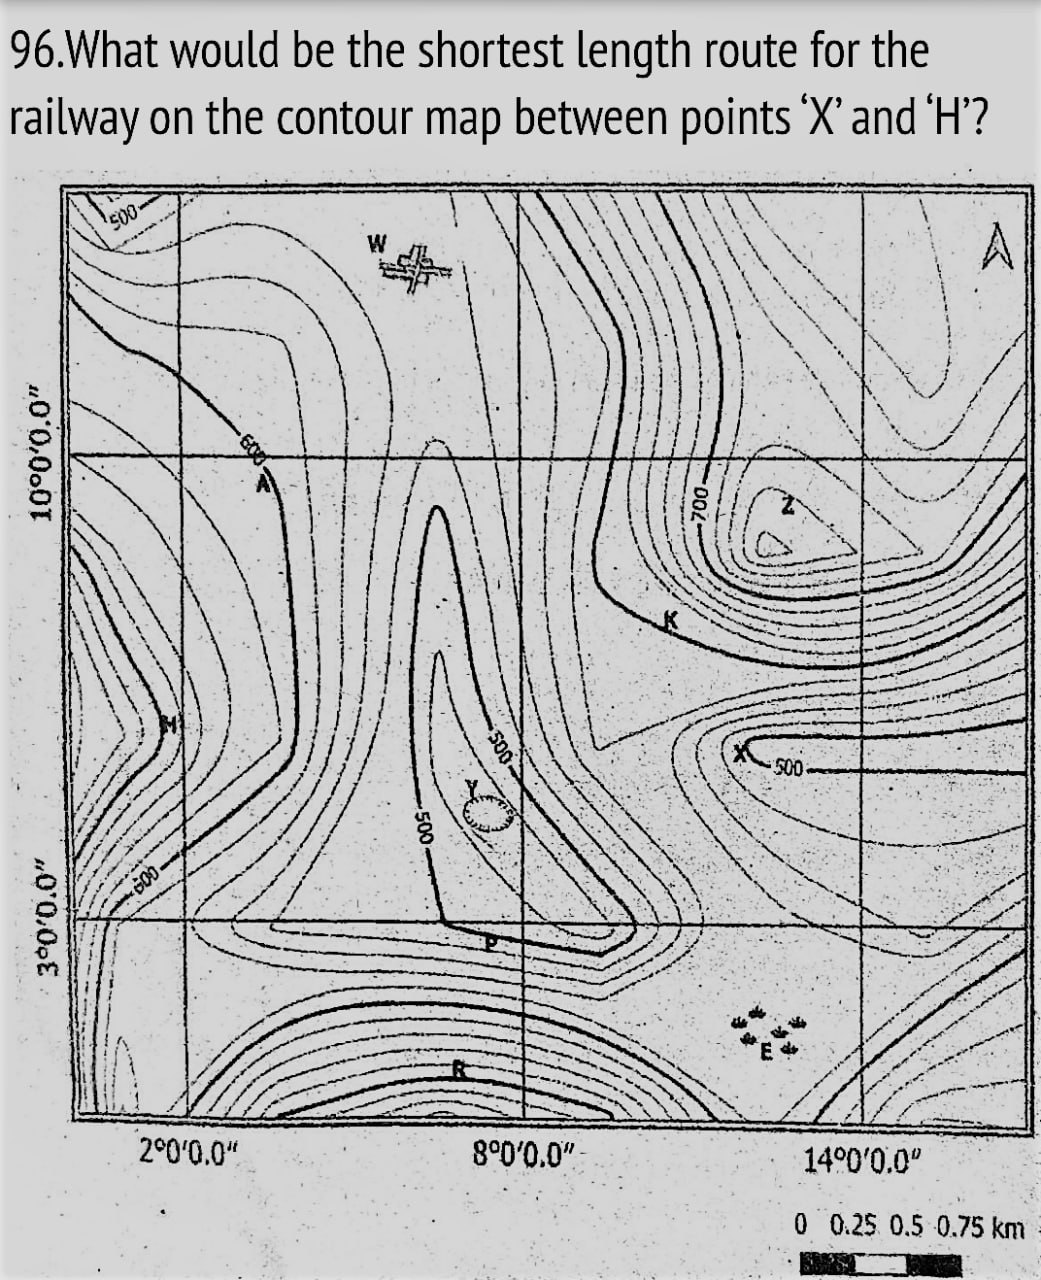 96.What would be the shortest length route for the
railway on the contour map between points ‘X’ and ‘H’?
500
W
10°0'0.0"
600
A
700
Z
K
H
500
X
500
Y
500
600
3°0'0.0"
P
E
R
2°0'0.0"
8°0'0.0"
14°0'0.0"
0 0.25 0.5 0.75 km